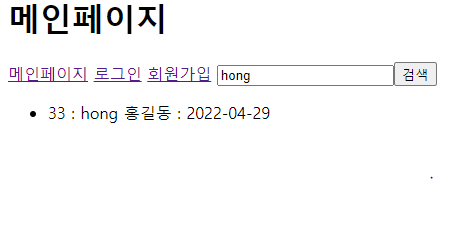 메인페이지
메인페이지 로그인 회원가입 hong 검색
• 33 : hong 홍길동 : 2022-04-29
.